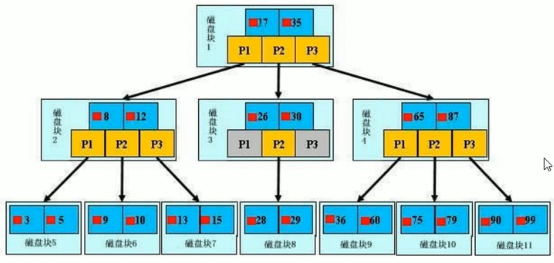 磁盘块1
17 35
P1 P2 P3
磁盘块2
8 12
P1 P2 P3
磁盘块3
26 30
P1 P2 P3
磁盘块4
65 87
P1 P2 P3
3 5
磁盘块5
9 10
磁盘块6
13 15
磁盘块7
28 29
磁盘块8
36 60
磁盘块9
75 79
磁盘块10
90 99
磁盘块11